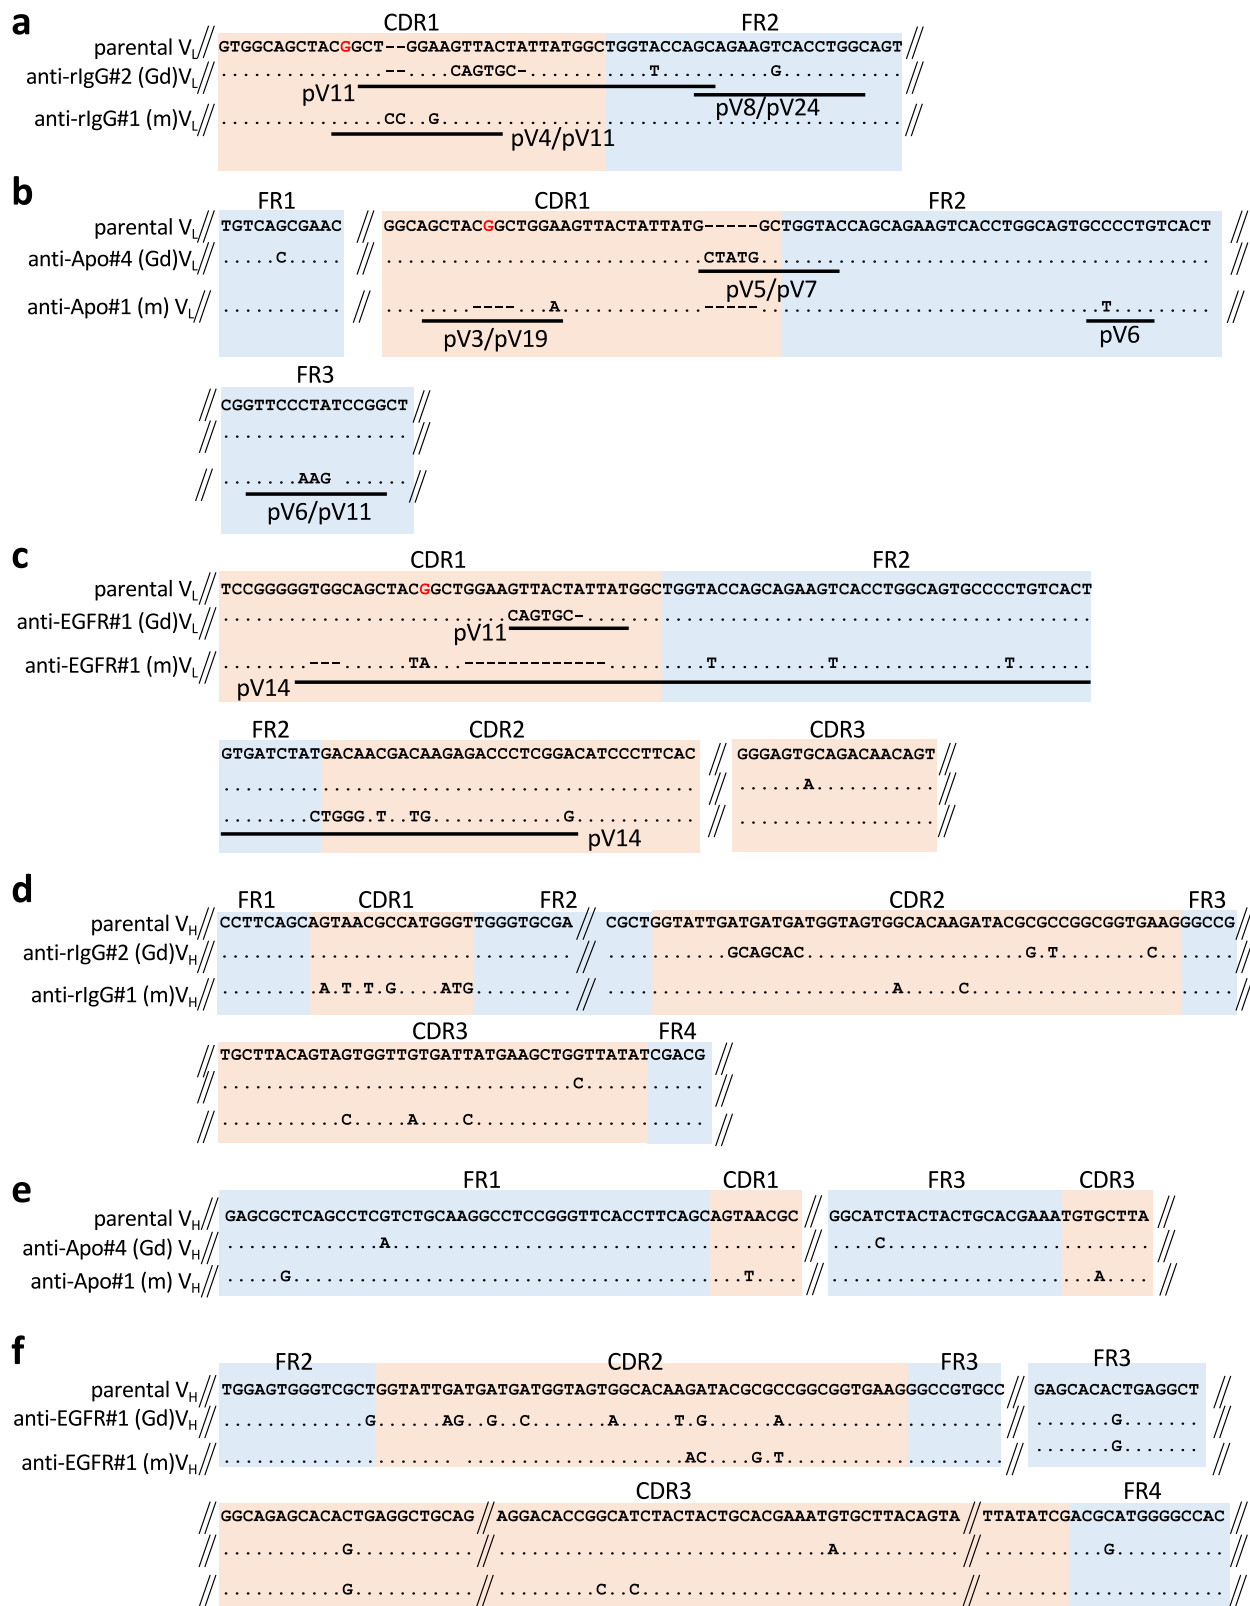 a
CDR1 FR2
parental VL // GTGGCAGCTACGGCT--GGAAGTTACTATTATGGCTGGTACCAGCAGAAGTCACCTGGCAGT //
anti-rIgG#2 (Gd)VL // ...............--....CAGTGC-...........T..........G........... //
pV11 pV8/pV24
anti-rIgG#1 (m)VL // ...............CC..G.......................................... //
pV4/pV11
b
FR1 CDR1 FR2
parental VL // TGTCAGCGAAC // GGCAGCTACGGCTGGAAGTTACTATTATG-----GCTGGTACCAGCAGAAGTCACCTGGCAGTGCCCCTGTCACT //
anti-Apo#4 (Gd)VL // .....C..... // .............................CTATG......................................... //
pV5/pV7
anti-Apo#1 (m) VL // ........... // ........----...A.............-----...............................T......... //
pV3/pV19 pV6
FR3
// CGGTTCCCTATCCGGCT //
// ................. //
// .......AAG ...... //
pV6/pV11
c
CDR1 FR2
parental VL // TCCGGGGGTGGCAGCTACGGCTGGAAGTTACTATTATGGCTGGTACCAGCAGAAGTCACCTGGCAGTGCCCCTGTCACT
anti-EGFR#1 (Gd)VL // ..........................CAGTGC-..............................................
pV11
anti-EGFR#1 (m)VL // ........---......TA...-------------.........T..........T...............T.......
pV14
FR2 CDR2 CDR3
GTGATCTATGACAACGACAAGAGACCCTCGGACATCCCTTCAC // GGGAGTGCAGACAACAGT //
........................................... // ......A........... //
........CTGGG.T..TG............G........... // .................. //
pV14
d
FR1 CDR1 FR2 CDR2 FR3
parental VH // CCTTCAGCAGTAACGCCATGGGTTGGGTGCGA // CGCTGGTATTGATGATGATGGTAGTGGCACAAGATACGCGCCGGCGGTGAAGGGCCG //
anti-rIgG#2 (Gd)VH // ................................ // ...........GCAGCAC....................G.T........C....... //
anti-rIgG#1 (m)VH // .........A.T.T.G....ATG......... // ..........................A.....C........................ //
CDR3 FR4
// TGCTTACAGTAGTGGTTGTGATTATGAAGCTGGTTATATCGACG //
// ................................C........... //
// ...........C.....A....C..................... //
e
FR1 CDR1 FR3 CDR3
parental VH // GAGCGCTCAGCCTCGTCTGCAAGGCCTCCGGGTTCACCTTCAGCAGTAACGC // GGCATCTACTACTGCACGAAATGTGCTTA //
anti-Apo#4 (Gd) VH // ..............A..................................... // ....C........................ //
anti-Apo#1 (m) VH // .....G.........................................T.... // ........................A.... //
f
FR2 CDR2 FR3 FR3
parental VH // TGGAGTGGGTCGCTGGTATTGATGATGATGGTAGTGGCACAAGATACGCGCCGGCGGTGAAGGGCCGTGCC // GAGCACACTGAGGCT //
anti-EGFR#1 (Gd)VH // .............G......AG..G..C.......A.....T.G......A.................... // .......G....... //
anti-EGFR#1 (m)VH // ..................... ...................AC....G.T.................... // .......G....... //
CDR3 FR4
// GGCAGAGCACACTGAGGCTGCAG // AGGACACCGGCATCTACTACTGCACGAAATGTGCTTACAGTA // TTATATCGACGCATGGGGCCAC //
// ...........G........... // ..............................A........... // ...........G.......... //
// ...........G........... // .........C..C............................. // ...................... //